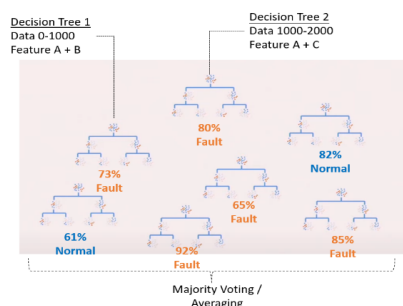 Decision Tree 1
Data 0-1000
Feature A + B
Decision Tree 2
Data 1000-2000
Feature A + C
80%
Fault
82%
Normal
73%
Fault
65%
Fault
61%
Normal
92%
Fault
85%
Fault
Majority Voting /
Averaging